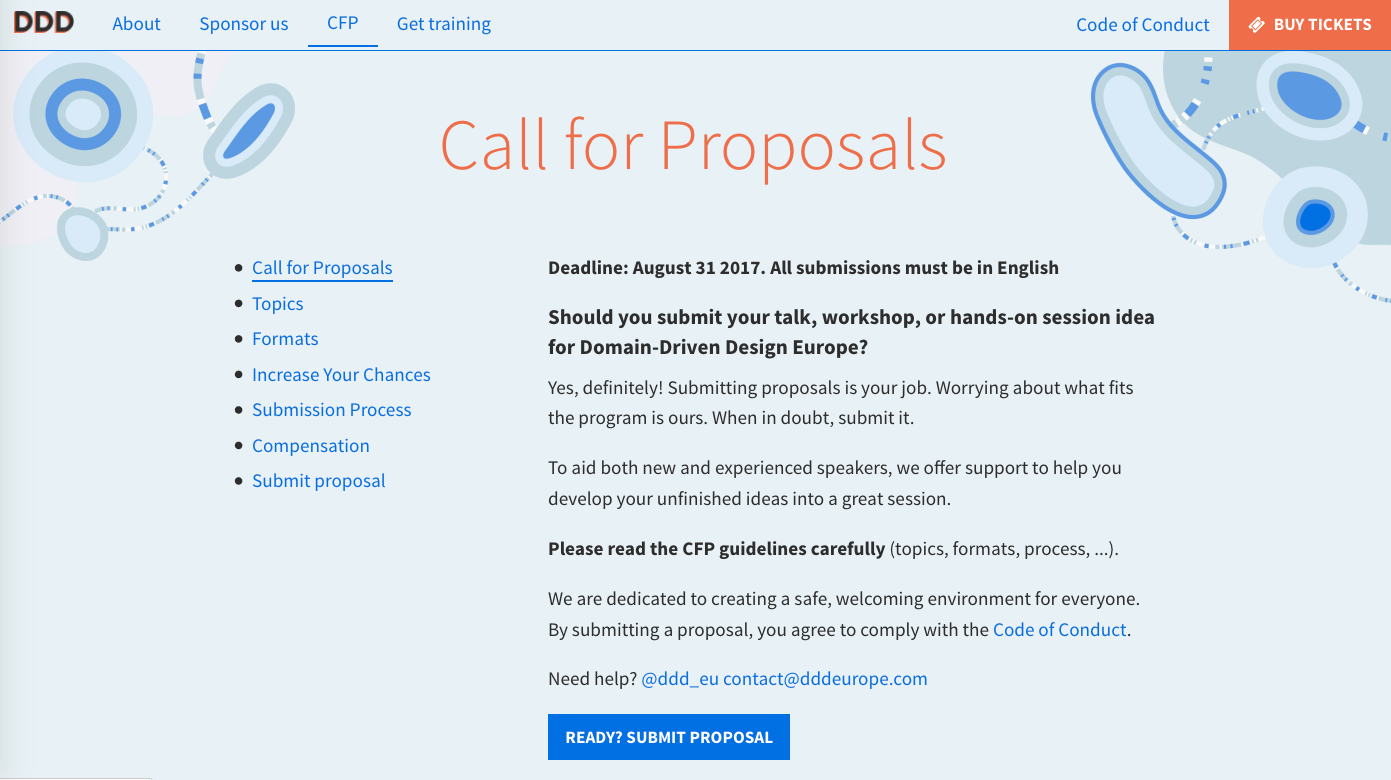 DDD
About
Sponsor us
CFP
Get training
Code of Conduct
BUY TICKETS
Call for Proposals
Call for Proposals
Topics
Formats
Increase Your Chances
Submission Process
Compensation
Submit proposal
Deadline: August 31 2017. All submissions must be in English
Should you submit your talk, workshop, or hands-on session idea
for Domain-Driven Design Europe?
Yes, definitely! Submitting proposals is your job. Worrying about what fits
the program is ours. When in doubt, submit it.
To aid both new and experienced speakers, we offer support to help you
develop your unfinished ideas into a great session.
Please read the CFP guidelines carefully (topics, formats, process, ...).
We are dedicated to creating a safe, welcoming environment for everyone.
By submitting a proposal, you agree to comply with the Code of Conduct.
Need help? @ddd_eu contact@dddeurope.com
READY? SUBMIT PROPOSAL